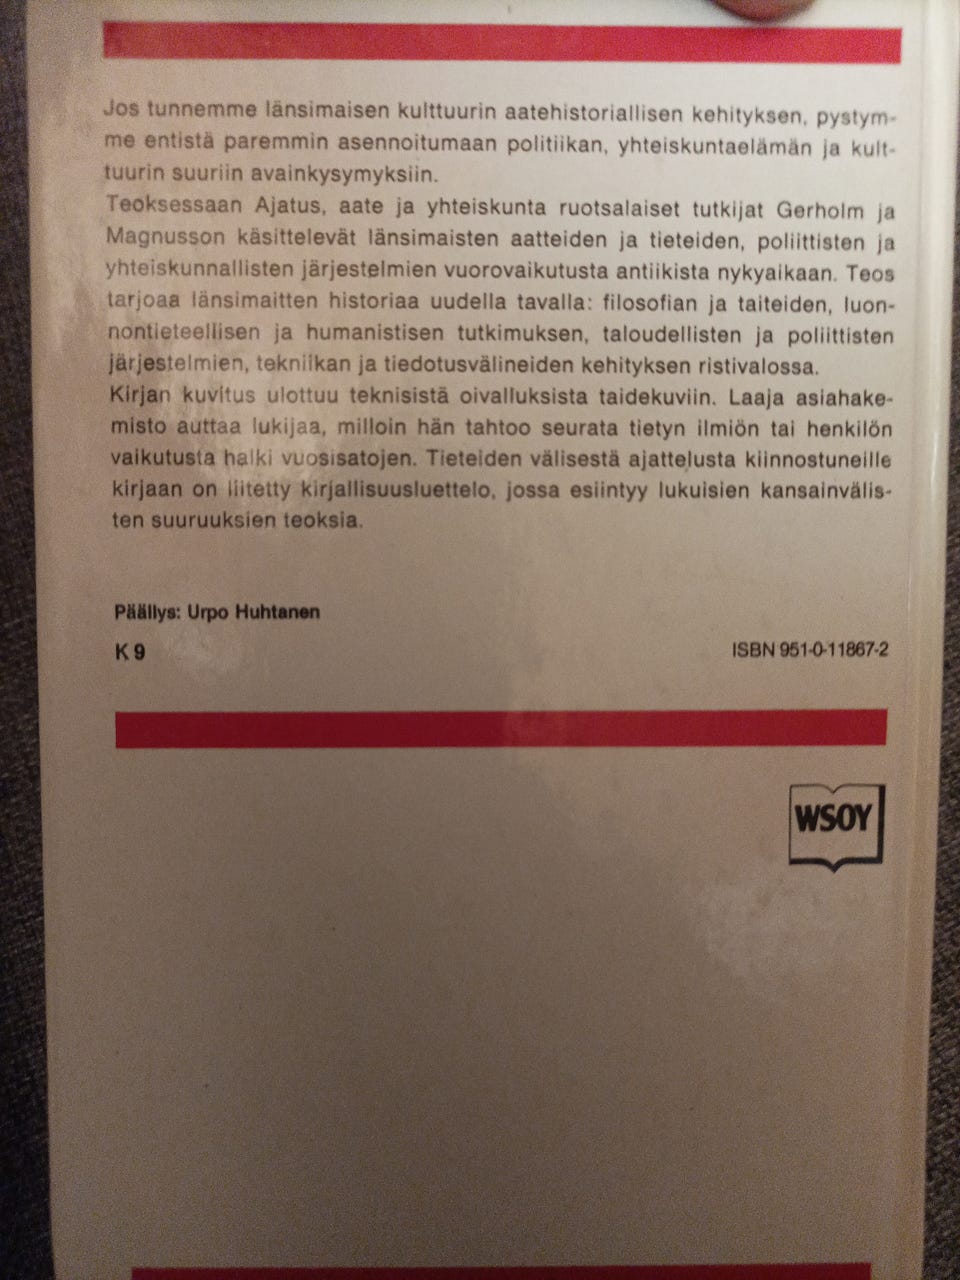 Jos tunnemme länsimaisen kulttuurin aatehistoriallisen kehityksen, pystym-
me entistä paremmin asennoitumaan politiikan, yhteiskuntaelämän ja kult-
tuurin suuriin avainkysymyksiin.
Teoksessaan Ajatus, aate ja yhteiskunta ruotsalaiset tutkijat Gerholm ja
Magnusson käsittelevät länsimaisten aatteiden ja tieteiden, poliittisten ja
yhteiskunnallisten järjestelmien vuorovaikutusta antiikista nykyaikaan. Teos
tarjoaa länsimaitten historiaa uudella tavalla: filosofian ja taiteiden, luon-
nontieteellisen ja humanistisen tutkimuksen, taloudellisten ja poliittisten
järjestelmien, tekniikan ja tiedotusvälineiden kehityksen ristivalossa.
Kirjan kuvitus ulottuu teknisistä oivalluksista taidekuviin. Laaja asiahake-
misto auttaa lukijaa, milloin hän tahtoo seurata tietyn ilmiön tai henkilön
vaikutusta halki vuosisatojen. Tieteiden välisestä ajattelusta kiinnostuneille
kirjaan on liitetty kirjallisuusluettelo, jossa esiintyy lukuisien kansainvälis-
ten suuruuksien teoksia.
Päällys: Urpo Huhtanen
K 9
ISBN 951-0-11867-2
WSOY